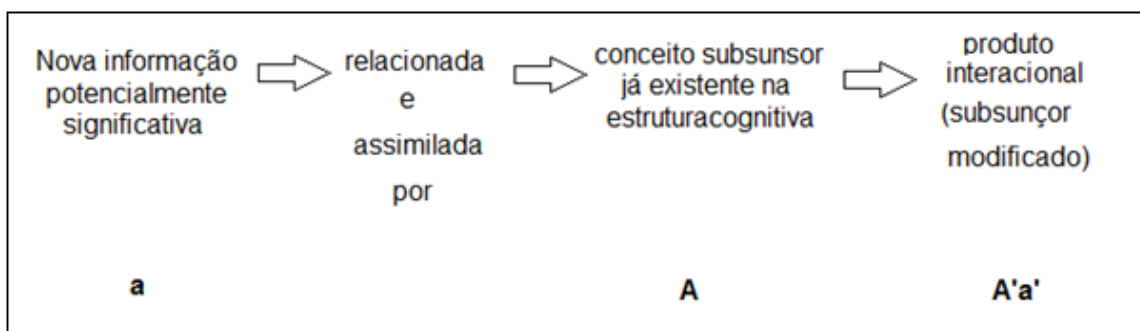 Nova informação
potencialmente
significativa
relacionada
e
assimilada
por
conceito subsunsor
já existente na
estruturacognitiva
produto
interacional
(subsunçor
modificado)
a
A
A'a'